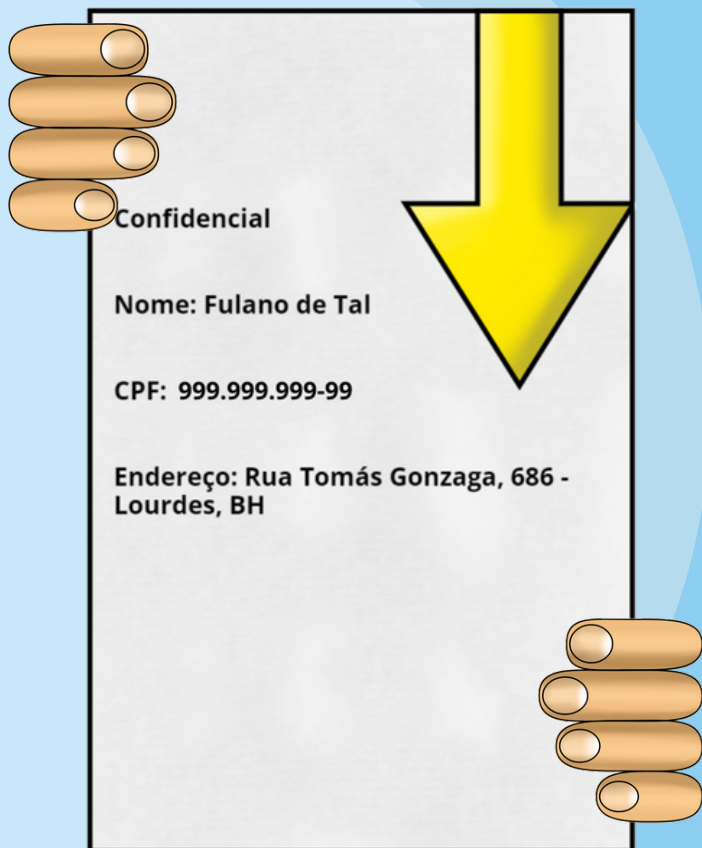 Confidencial
Nome: Fulano de Tal
CPF: 999.999.999-99
Endereço: Rua Tomás Gonzaga, 686 -
Lourdes, BH